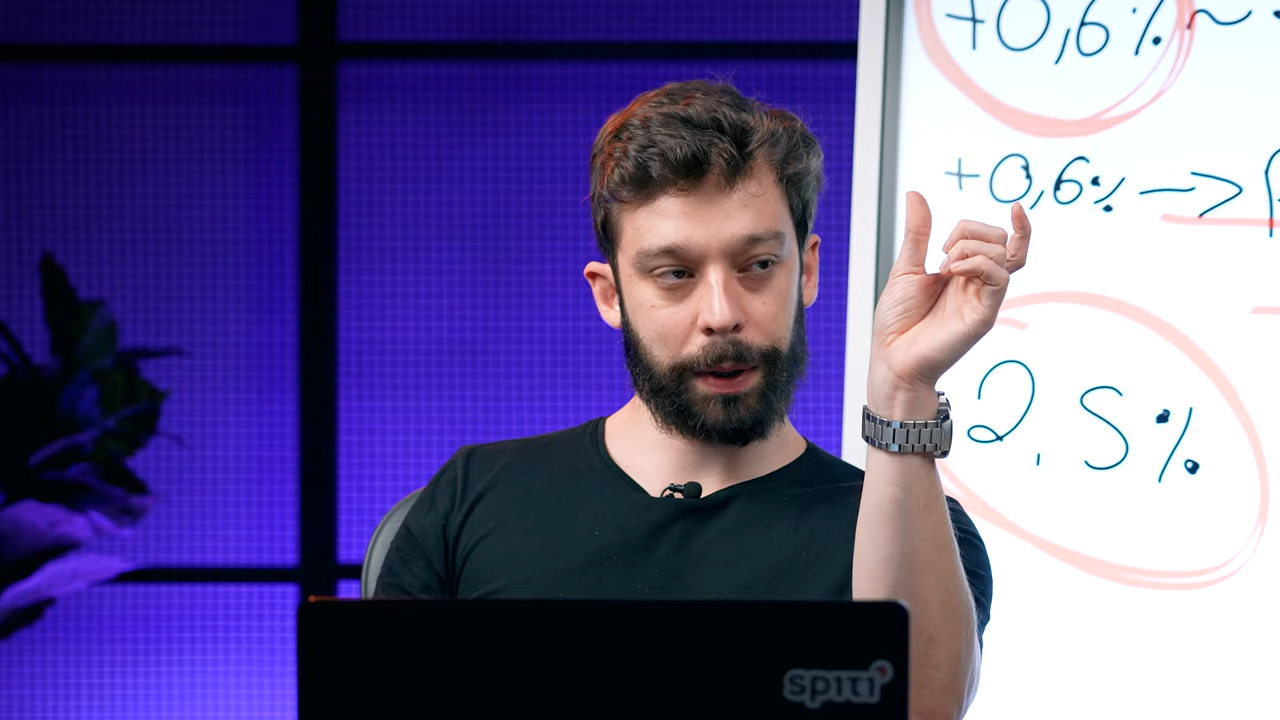 +0,6% ~
+0,6% →
2,5%
spiti